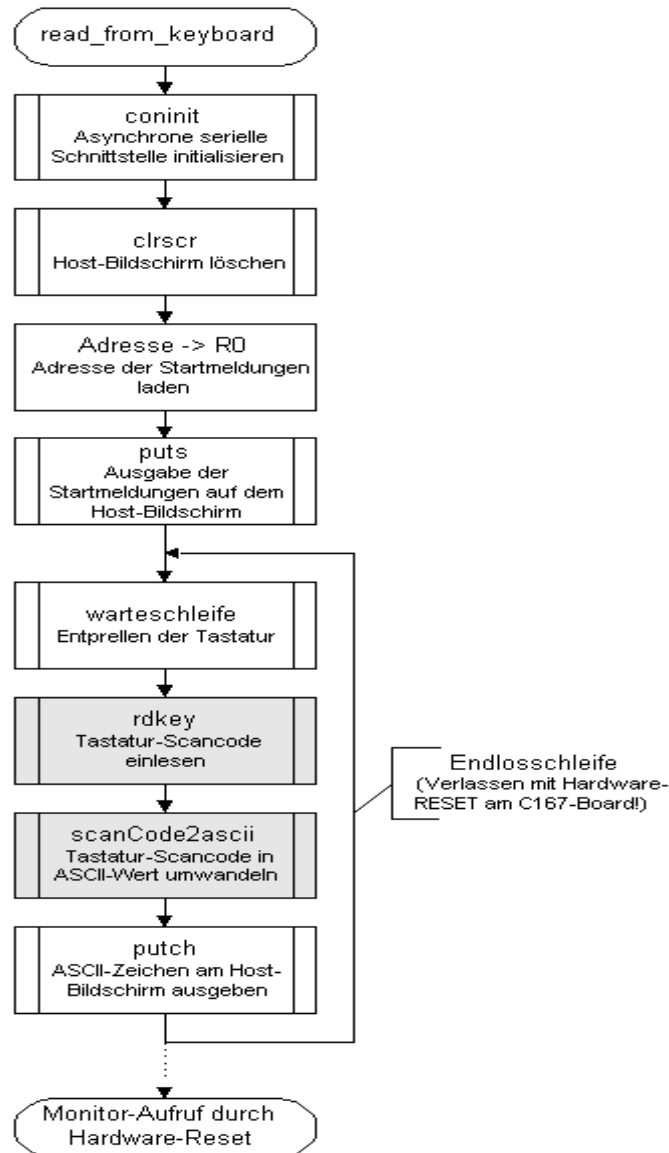 read_from_keyboard
coninit
Asynchrone serielle
Schnittstelle initialisieren
clrscr
Host-Bildschirm löschen
Adresse -> R0
Adresse der Startmeldungen
laden
puts
Ausgabe der
Startmeldungen auf dem
Host-Bildschirm
warteschleife
Entprellen der Tastatur
rdkey
Tastatur-Scancode
einlesen
scanCode2ascii
Tastatur-Scancode in
ASCII-Wert umwandeln
putch
ASCII-Zeichen am Host-
Bildschirm ausgeben
Endlosschleife
(Verlassen mit Hardware-
RESET am C167-Board!)
Monitor-Aufruf durch
Hardware-Reset